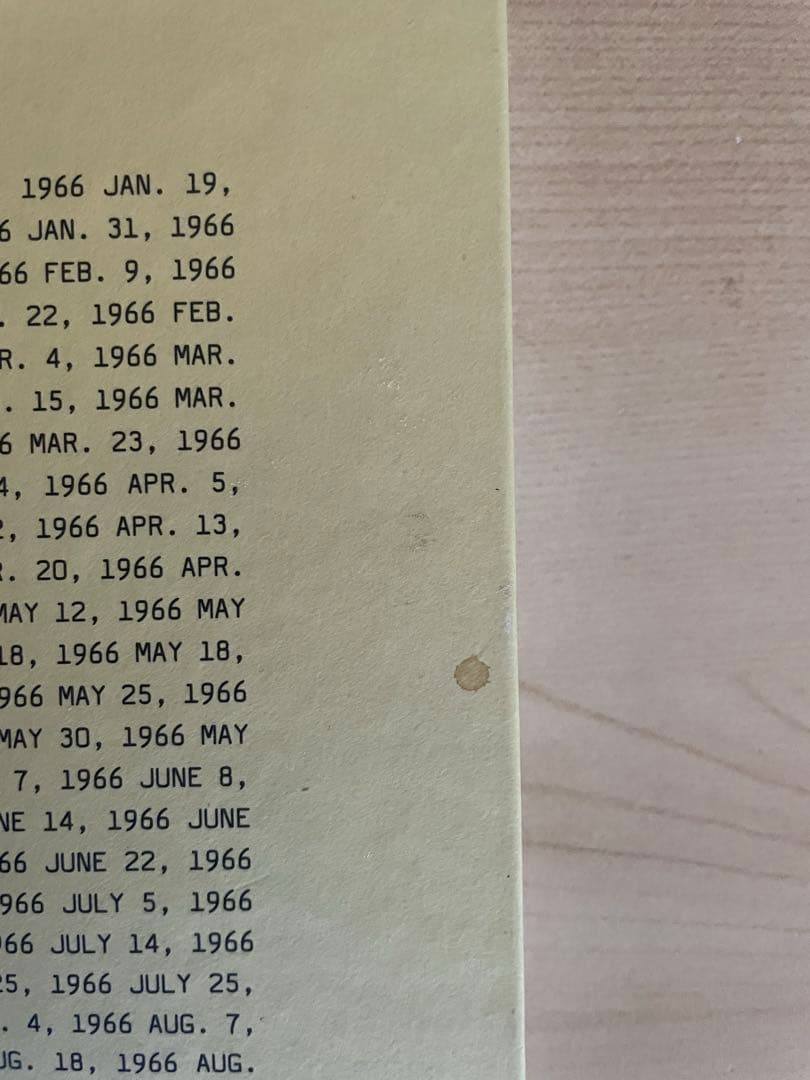 1966 JAN. 19,
6 JAN. 31, 1966
66 FEB. 9, 1966
. 22, 1966 FEB.
R. 4, 1966 MAR.
. 15, 1966 MAR.
6 MAR. 23, 1966
4, 1966 APR. 5,
2, 1966 APR. 13,
R. 20, 1966 APR.
MAY 12, 1966 MAY
18, 1966 MAY 18,
966 MAY 25, 1966
MAY 30, 1966 MAY
7, 1966 JUNE 8,
NE 14, 1966 JUNE
66 JUNE 22, 1966
966 JULY 5, 1966
966 JULY 14, 1966
25, 1966 JULY 25,
. 4, 1966 AUG. 7,
UG. 18, 1966 AUG.